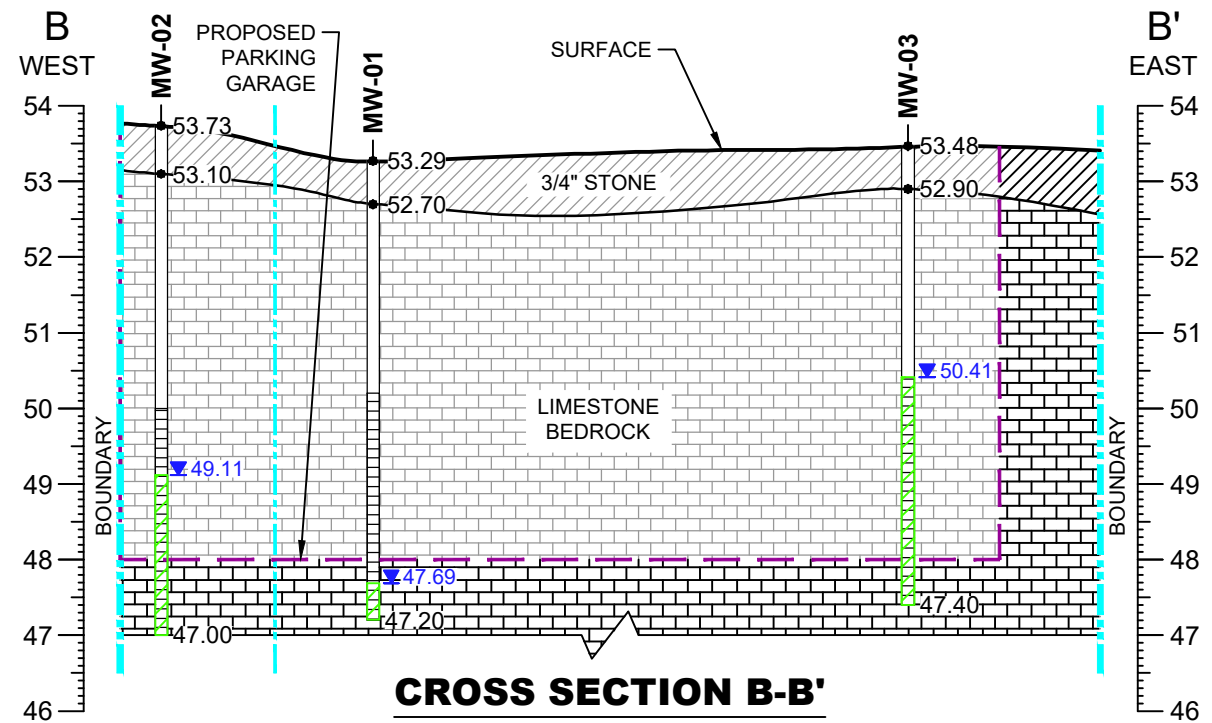 B
WEST
B'
EAST
MW-02
MW-01
MW-03
PROPOSED
PARKING
GARAGE
SURFACE
54
53
52
51
50
49
48
47
46
54
53
52
51
50
49
48
47
46
53.73
53.10
53.29
52.70
53.48
52.90
3/4" STONE
LIMESTONE
BEDROCK
50.41
49.11
47.69
47.00
47.20
47.40
BOUNDARY
BOUNDARY
CROSS SECTION B-B'